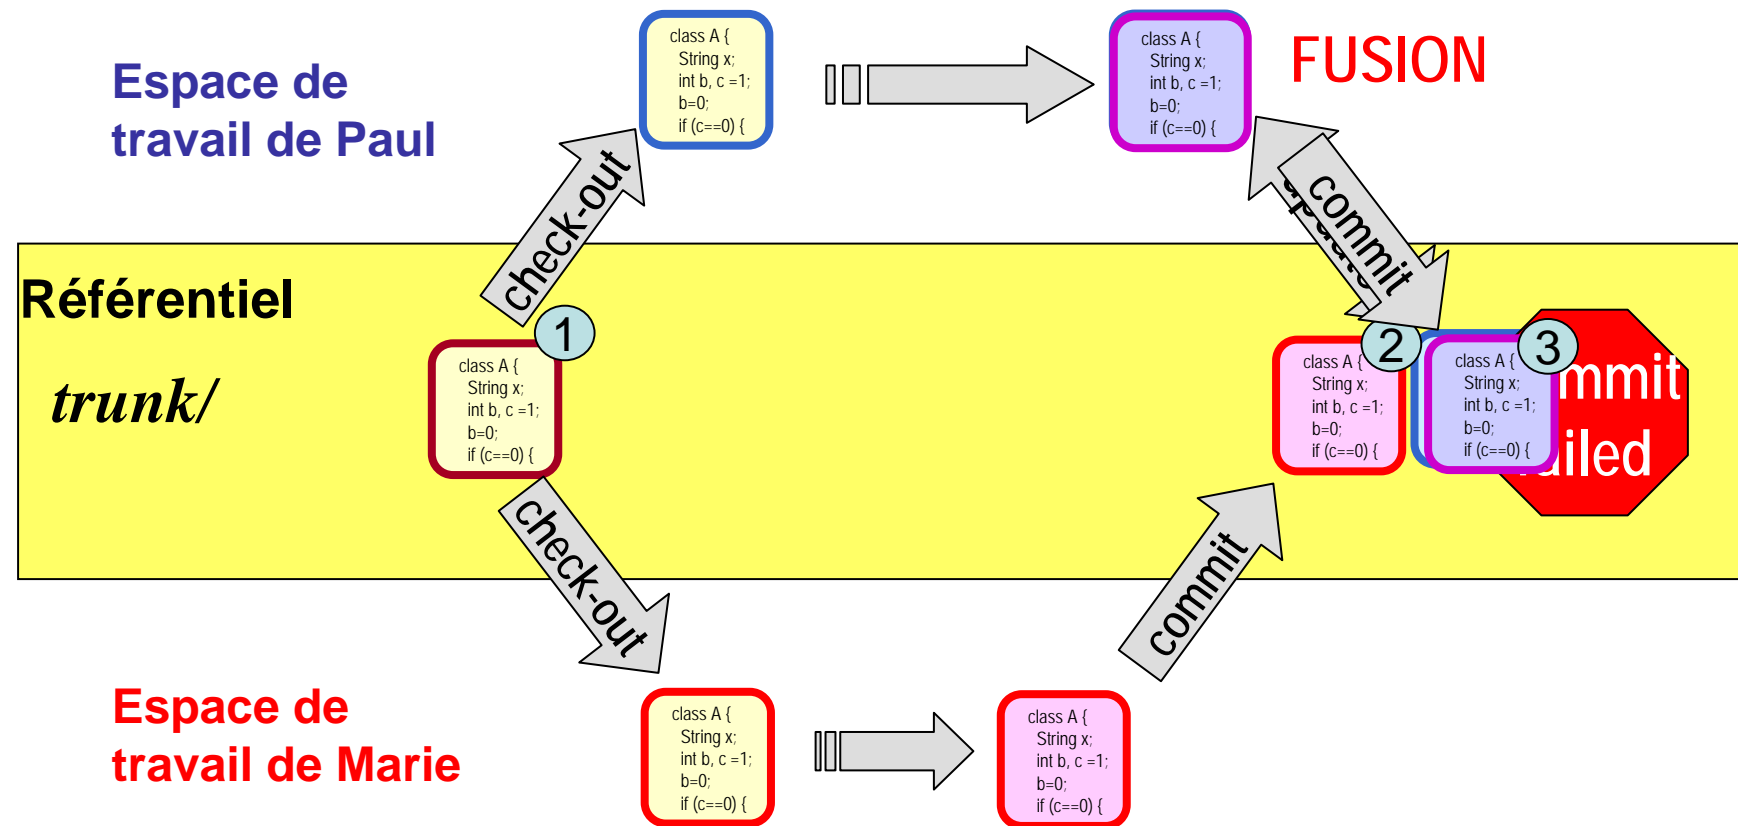 class A {
String x;
int b, c =1;
b=0;
if (c==0) {
class A {
String x;
int b, c =1;
b=0;
if (c==0) {
FUSION
Espace de
travail de Paul
check-out
commit
Référentiel
trunk/
1
class A {
String x;
int b, c =1;
b=0;
if (c==0) {
2
class A {
String x;
int b, c =1;
b=0;
if (c==0) {
3
class A {
String x;
int b, c =1;
b=0;
if (c==0) {
check-out
commit
Espace de
travail de Marie
class A {
String x;
int b, c =1;
b=0;
if (c==0) {
class A {
String x;
int b, c =1;
b=0;
if (c==0) {